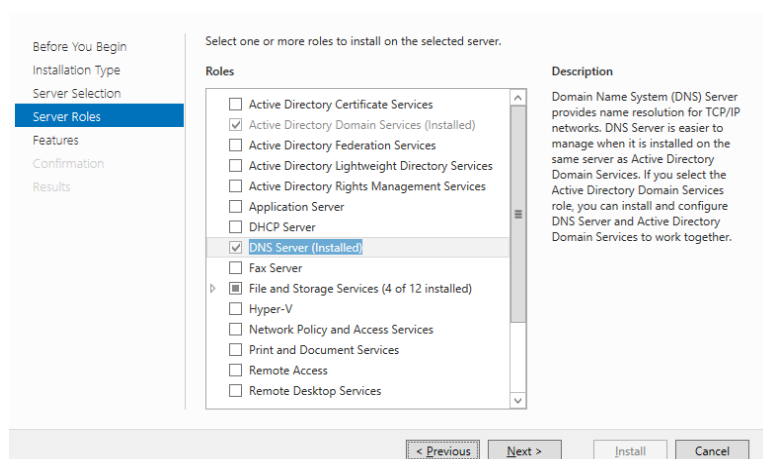 Before You Begin
Installation Type
Server Selection
Server Roles
Features
Confirmation
Results
Select one or more roles to install on the selected server.
Roles
Active Directory Certificate Services
Active Directory Domain Services (Installed)
Active Directory Federation Services
Active Directory Lightweight Directory Services
Active Directory Rights Management Services
Application Server
DHCP Server
DNS Server (Installed)
Fax Server
File and Storage Services (4 of 12 installed)
Hyper-V
Network Policy and Access Services
Print and Document Services
Remote Access
Remote Desktop Services
Description
Domain Name System (DNS) Server
provides name resolution for TCP/IP
networks. DNS Server is easier to
manage when it is installed on the
same server as Active Directory
Domain Services. If you select the
Active Directory Domain Services
role, you can install and configure
DNS Server and Active Directory
Domain Services to work together.
< Previous
Next >
Install
Cancel